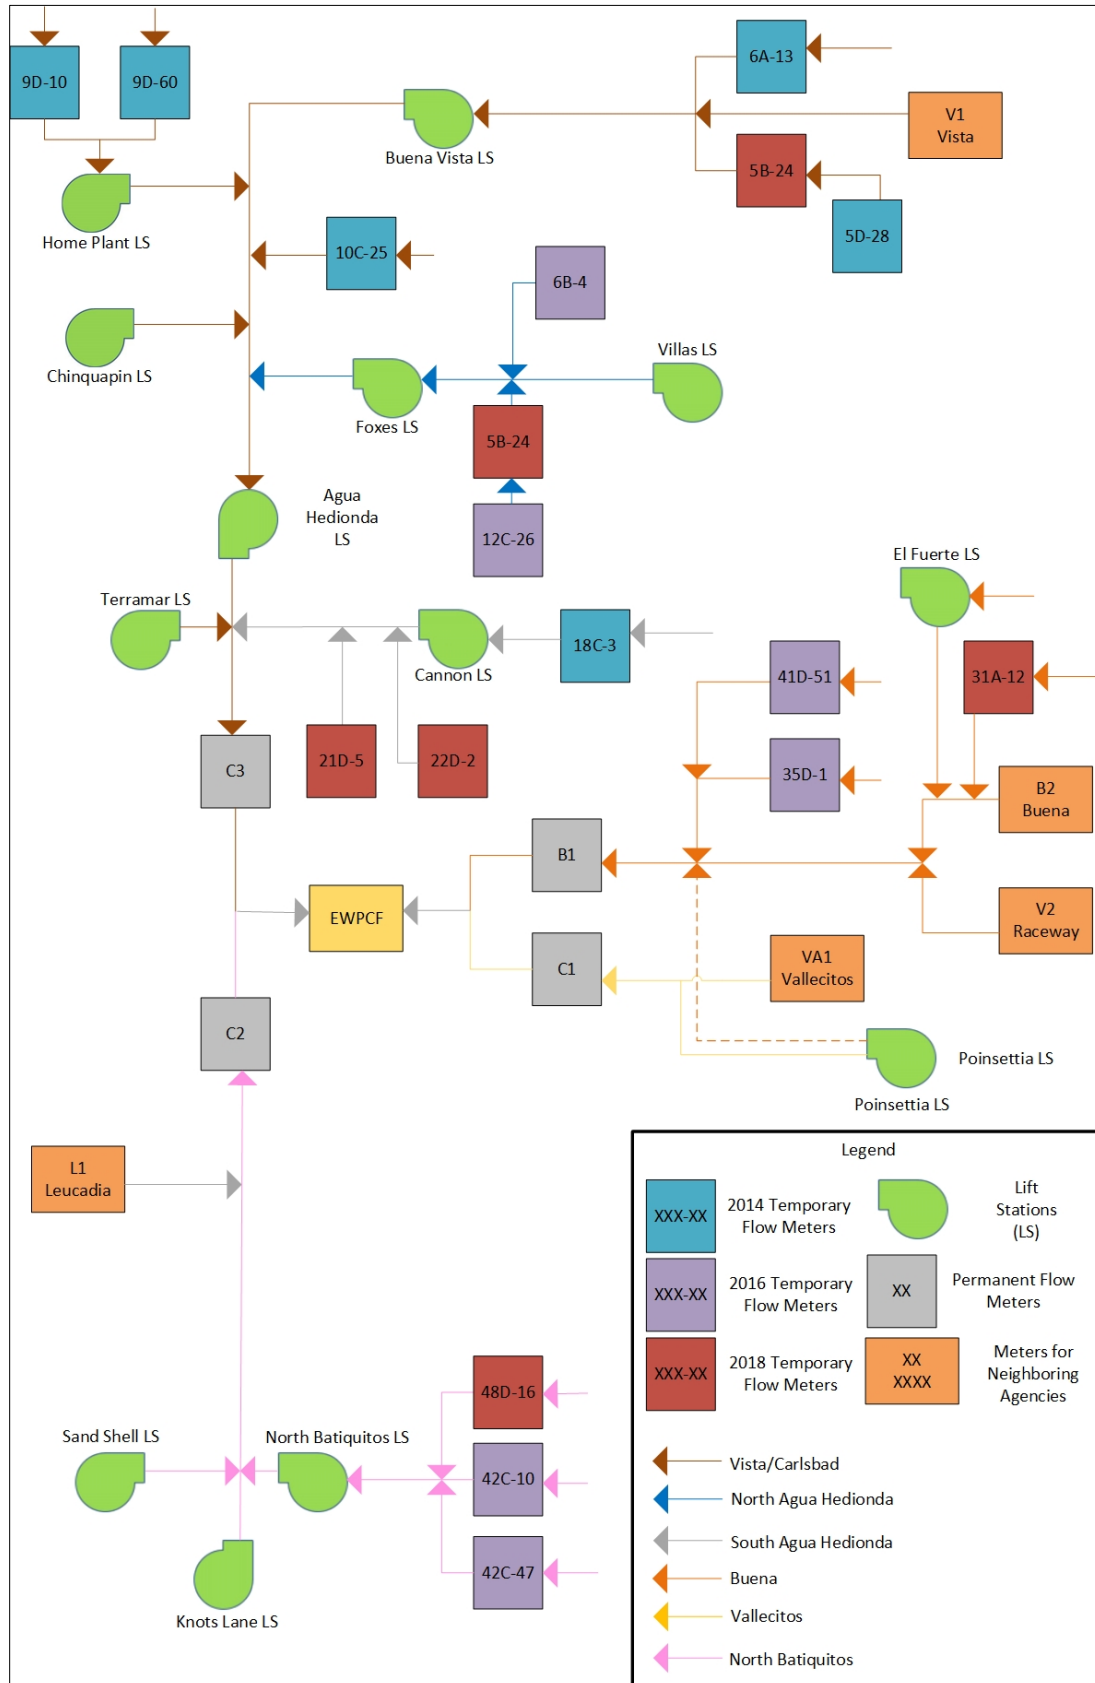 9D-10
9D-60
6A-13
V1
Vista
Buena Vista LS
5B-24
5D-28
Home Plant LS
10C-25
6B-4
Villas LS
Chinquapin LS
Foxes LS
5B-24
Agua
Hedionda
LS
12C-26
El Fuerte LS
Terramar LS
18C-3
Cannon LS
41D-51
31A-12
21D-5
22D-2
35D-1
C3
B2
Buena
B1
EWPCF
V2
Raceway
VA1
Vallecitos
C1
C2
Poinsettia LS
Poinsettia LS
L1
Leucadia
Legend
XXX-XX
2014 Temporary
Flow Meters
Lift
Stations
(LS)
XXX-XX
2016 Temporary
Flow Meters
XX
Permanent Flow
Meters
XXX-XX
2018 Temporary
Flow Meters
XX
XXXX
Meters for
Neighboring
Agencies
48D-16
Sand Shell LS
North Batiquitos LS
42C-10
42C-47
Knots Lane LS
Vista/Carlsbad
North Agua Hedionda
South Agua Hedionda
Buena
Vallecitos
North Batiquitos